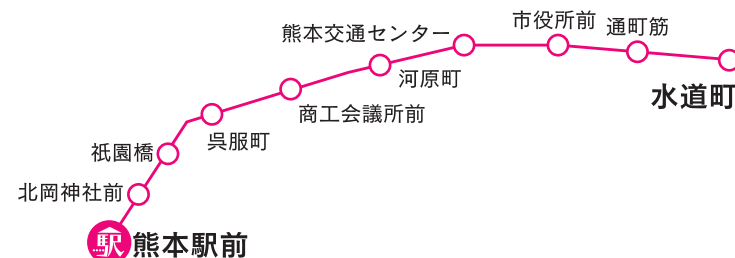 熊本交通センター
市役所前
通町筋
河原町
水道町
商工会議所前
呉服町
祇園橋
北岡神社前
駅
熊本駅前